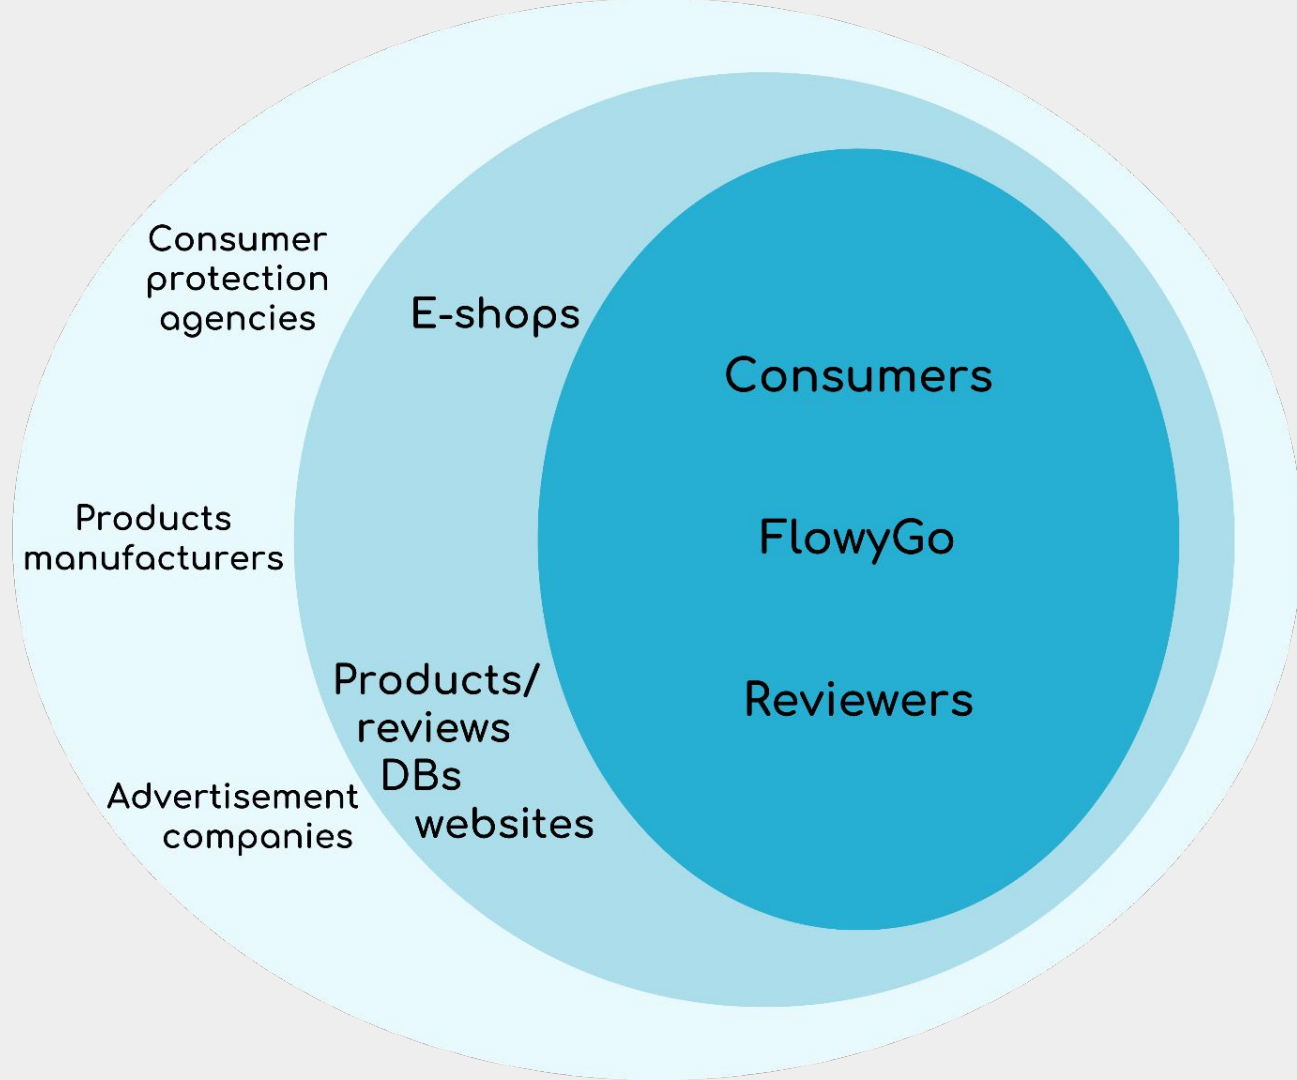 Consumer
protection
agencies
E-shops
Consumers
Products
manufacturers
FlowyGo
Products/
reviews
DBs
websites
Reviewers
Advertisement
companies